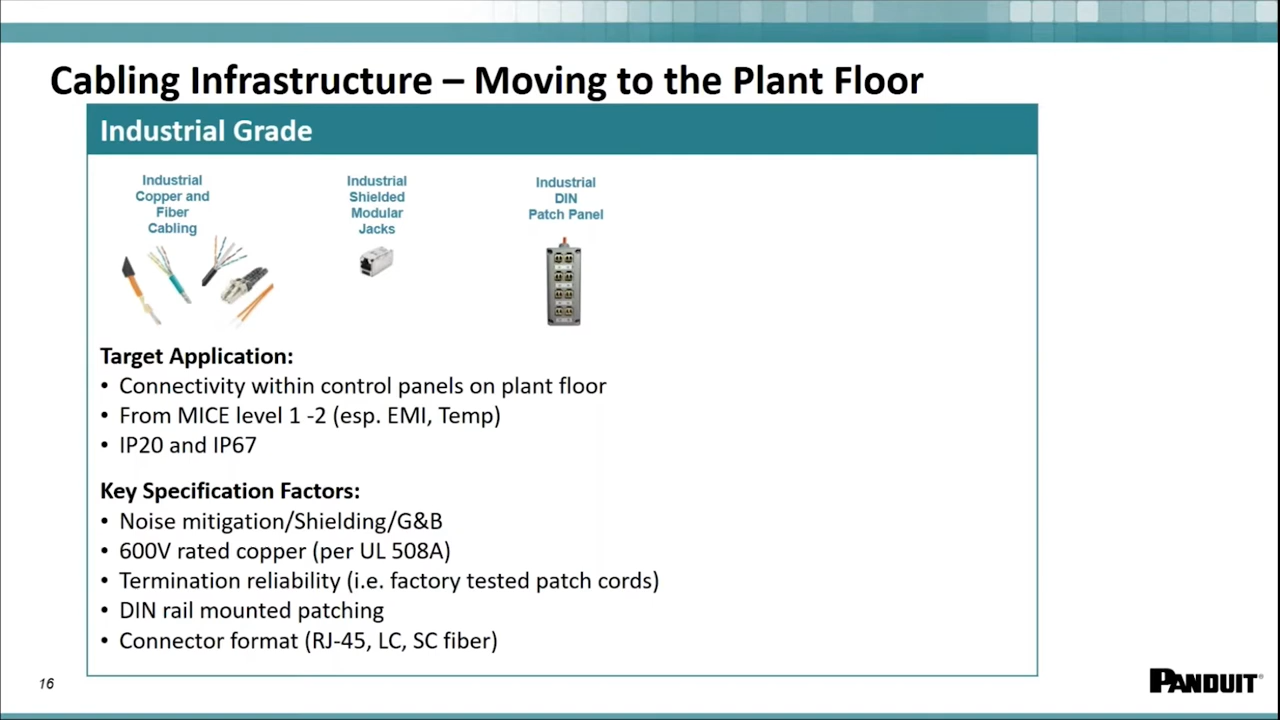 Cabling Infrastructure – Moving to the Plant Floor
Industrial Grade
Industrial
Copper and
Fiber
Cabling
Industrial
Shielded
Modular
Jacks
Industrial
DIN
Patch Panel
Target Application:
• Connectivity within control panels on plant floor
• From MICE level 1 -2 (esp. EMI, Temp)
• IP20 and IP67
Key Specification Factors:
• Noise mitigation/Shielding/G&B
• 600V rated copper (per UL 508A)
• Termination reliability (i.e. factory tested patch cords)
• DIN rail mounted patching
• Connector format (RJ-45, LC, SC fiber)
16
PANDUIT®